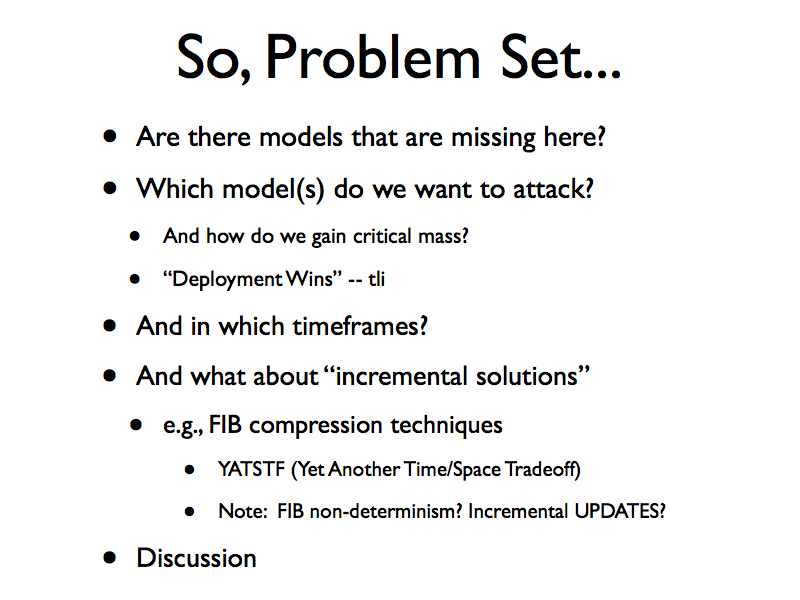 So, Problem Set...
• Are there models that are missing here?
• Which model(s) do we want to attack?
• And how do we gain critical mass?
• “Deployment Wins” -- tli
• And in which timeframes?
• And what about “incremental solutions”
• e.g., FIB compression techniques
• YATSTF (Yet Another Time/Space Tradeoff)
• Note: FIB non-determism? Incremental UPDATES?
• Discussion